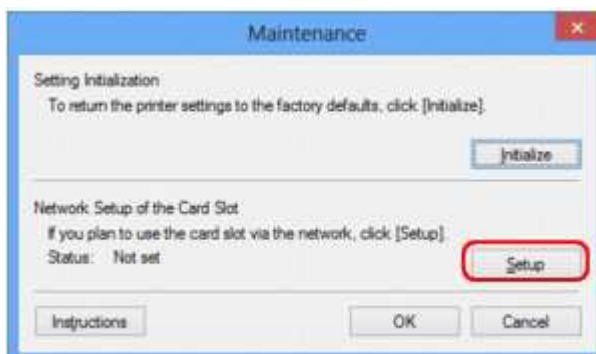 Maintenance
Setting Initialization
To return the printer settings to the factory defaults, click [Initialize].
Initialize
Network Setup of the Card Slot
If you plan to use the card slot via the network, click [Setup].
Status: Not set
Setup
Instructions
OK
Cancel